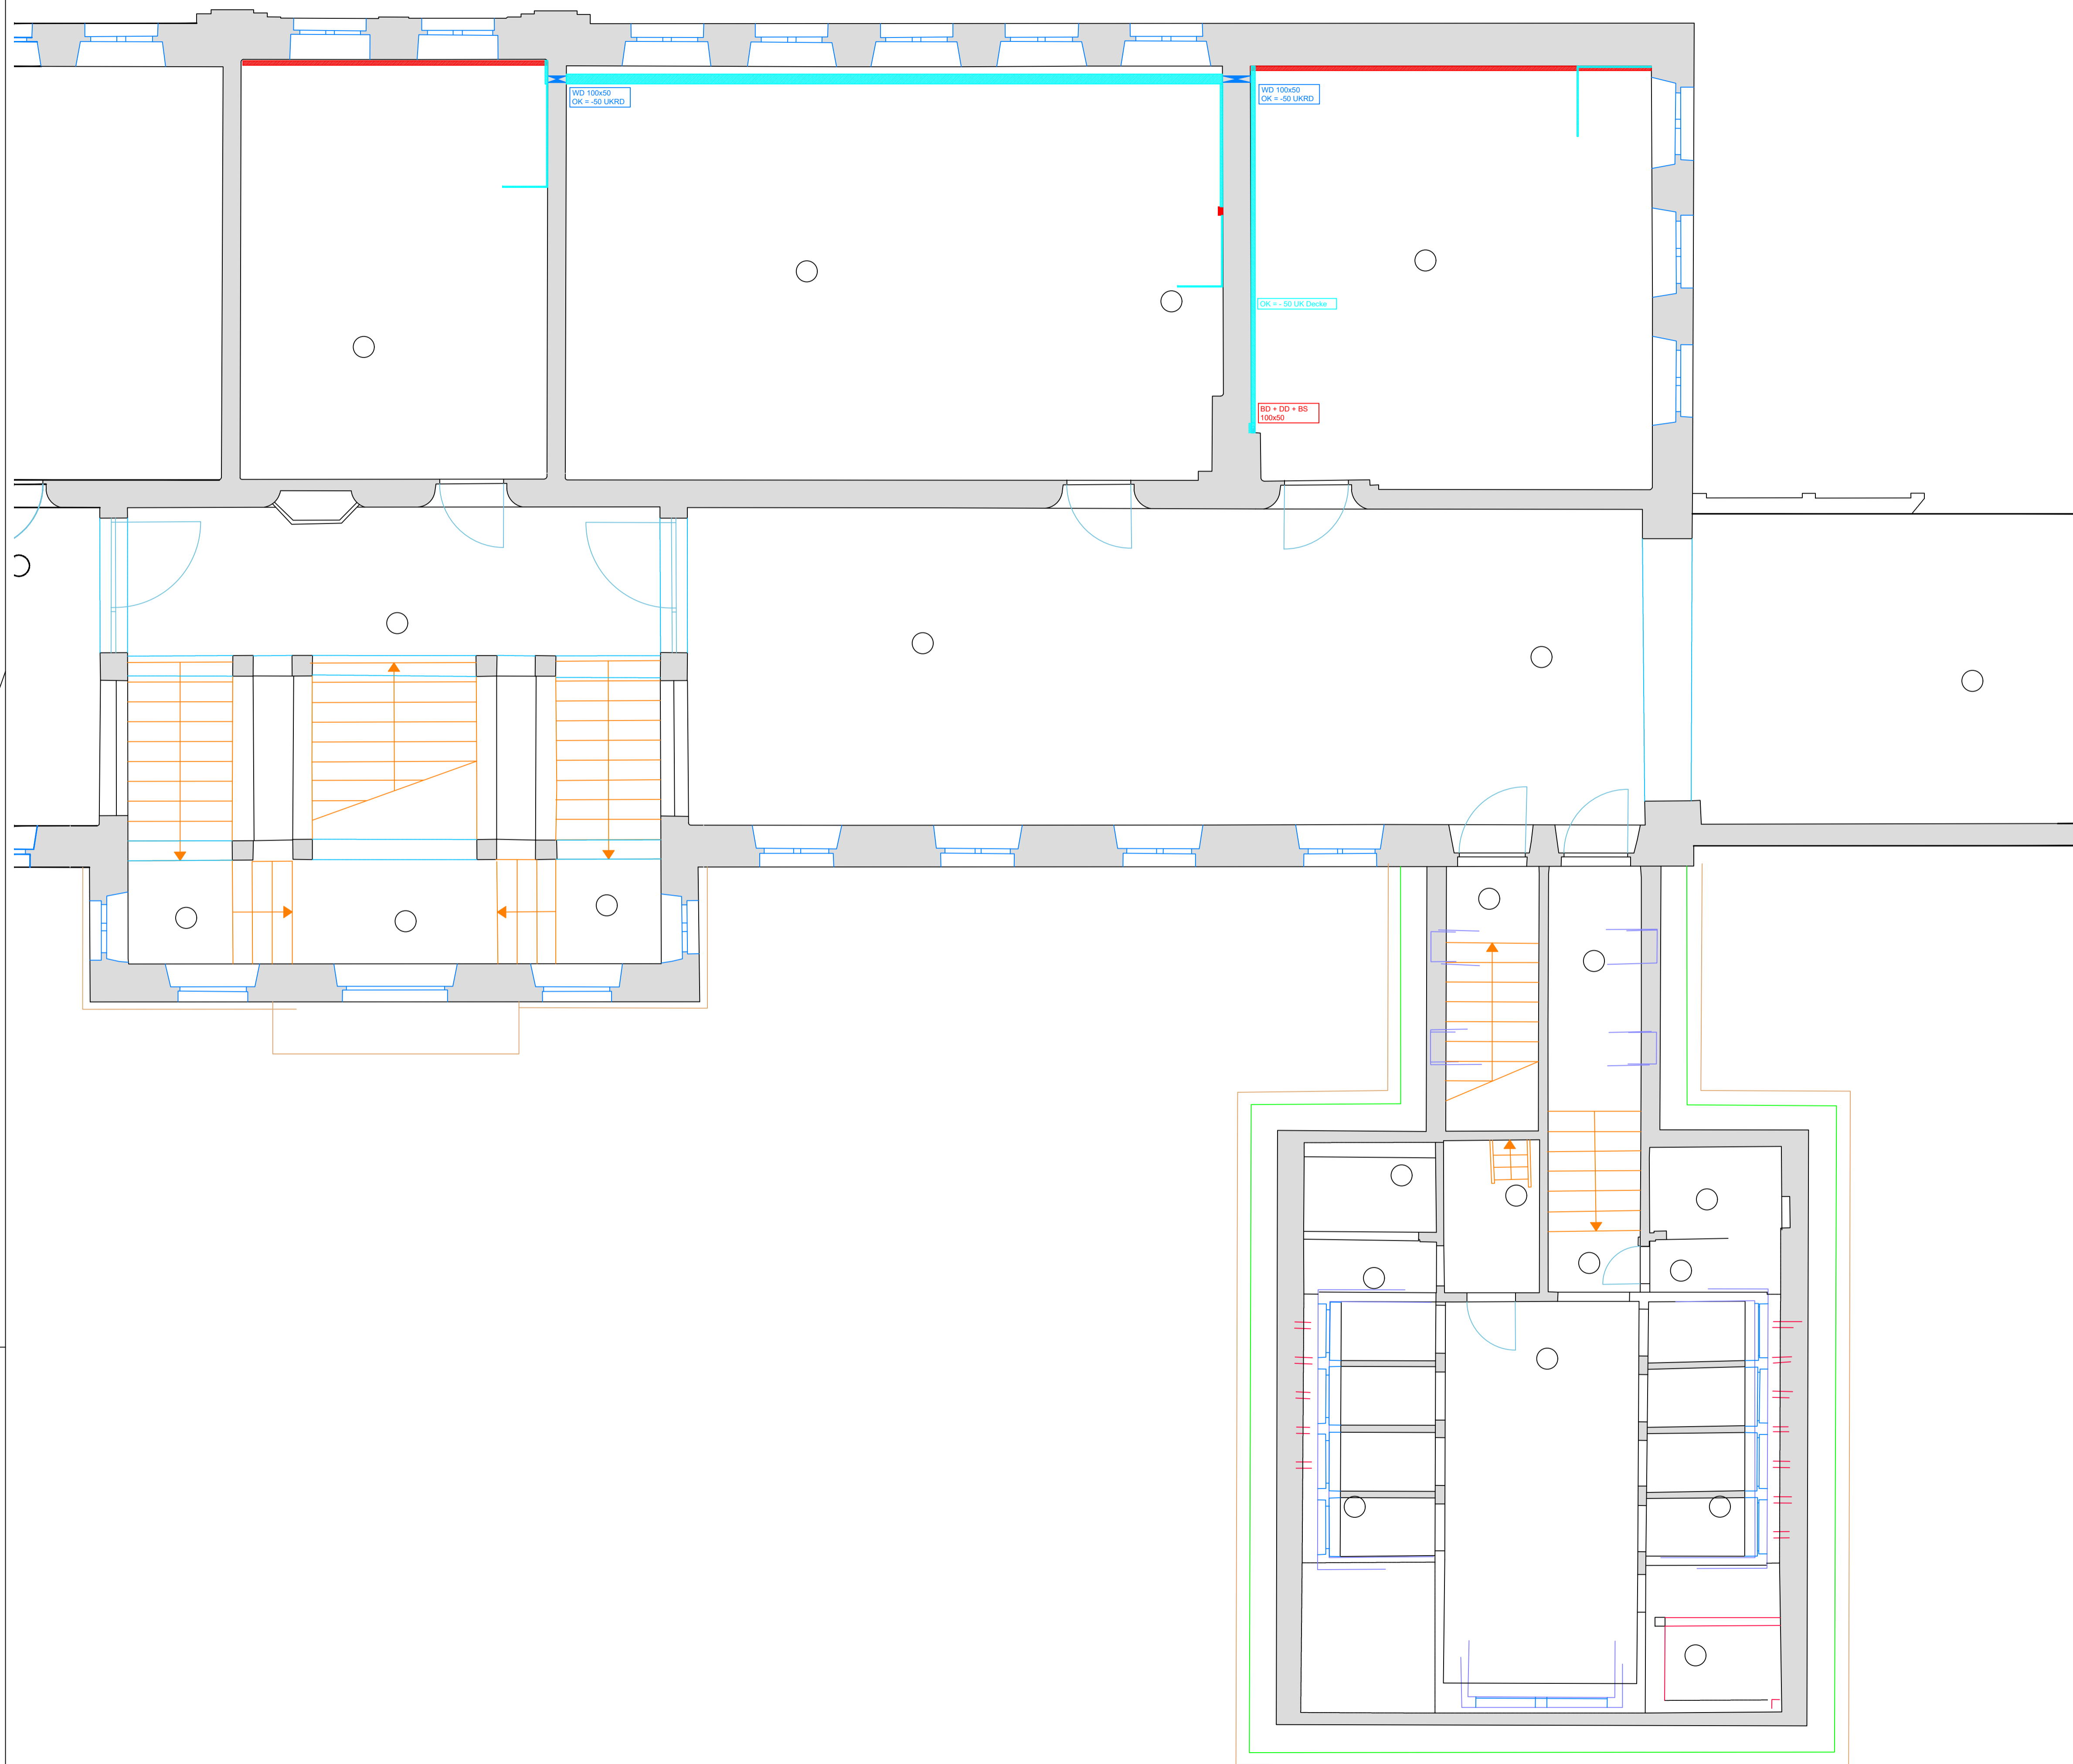 WD 100x50
OK = -50 UKRD
WD 100x50
OK = -50 UKRD
OK = - 50 UK Decke
BD + DD + BS
100x50